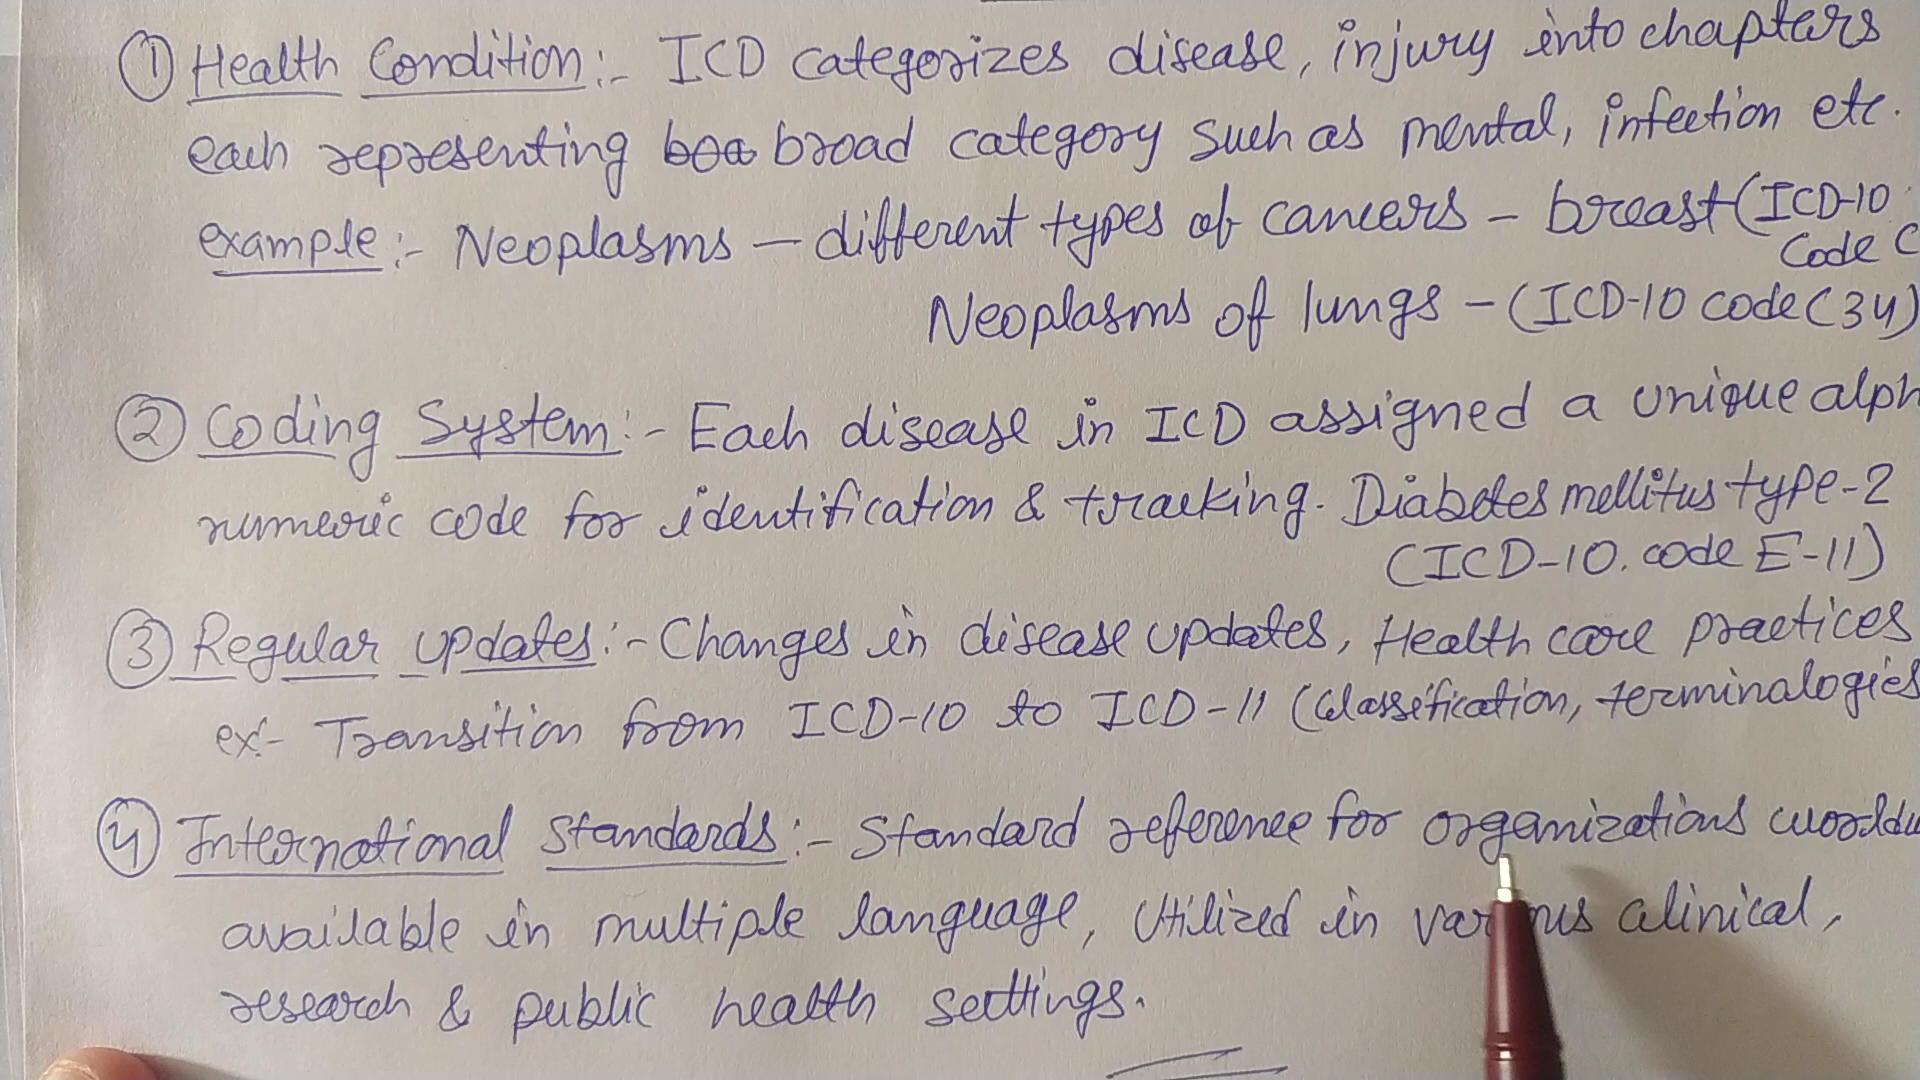 ① Health Condition:- ICD categorizes disease, injury into chapters
each representing broad category such as mental, infection etc.
example:- Neoplasms – different types of cancers – breast (ICD-10
Code C
Neoplasms of lungs – (ICD-10 code C34)
② Coding System:- Each disease in ICD assigned a unique alph
numeric code for identification & tracking. Diabetes mellitus type-2
(ICD-10. code E-11)
③ Regular updates:- Changes in disease updates, Health care practices
ex:- Transition from ICD-10 to ICD-11 (Classification, terminalogies
④ International standards:- Standard reference for organizations
available in multiple language, Utilized in various clinical,
research & public health settings.